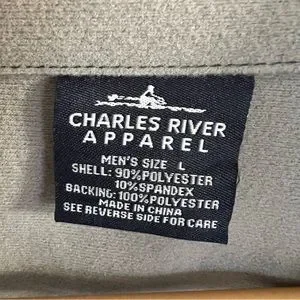 CHARLES RIVER
APPAREL
MEN'S SIZE L
SHELL: 90%POLYESTER
10%SPANDEX
BACKING: 100%POLYESTER
MADE IN CHINA
SEE REVERSE SIDE FOR CARE